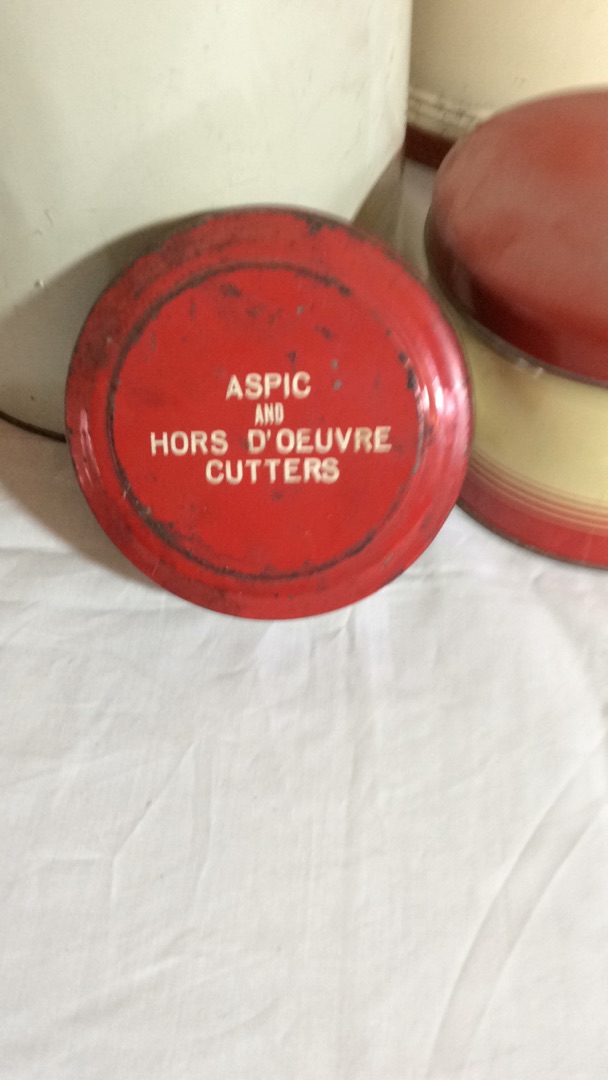 ASPIC
AND
HORS D'OEUVRE
CUTTERS